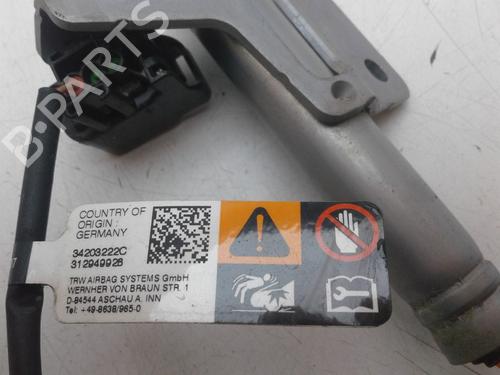 B-PARTS
COUNTRY OF
ORIGIN :
GERMANY
34203222C
312949928
TRW AIRBAG SYSTEMS GmbH
WERNHER VON BRAUN STR. 1
D-84544 ASCHAU A. INN
Tel: +49-8638/965-0